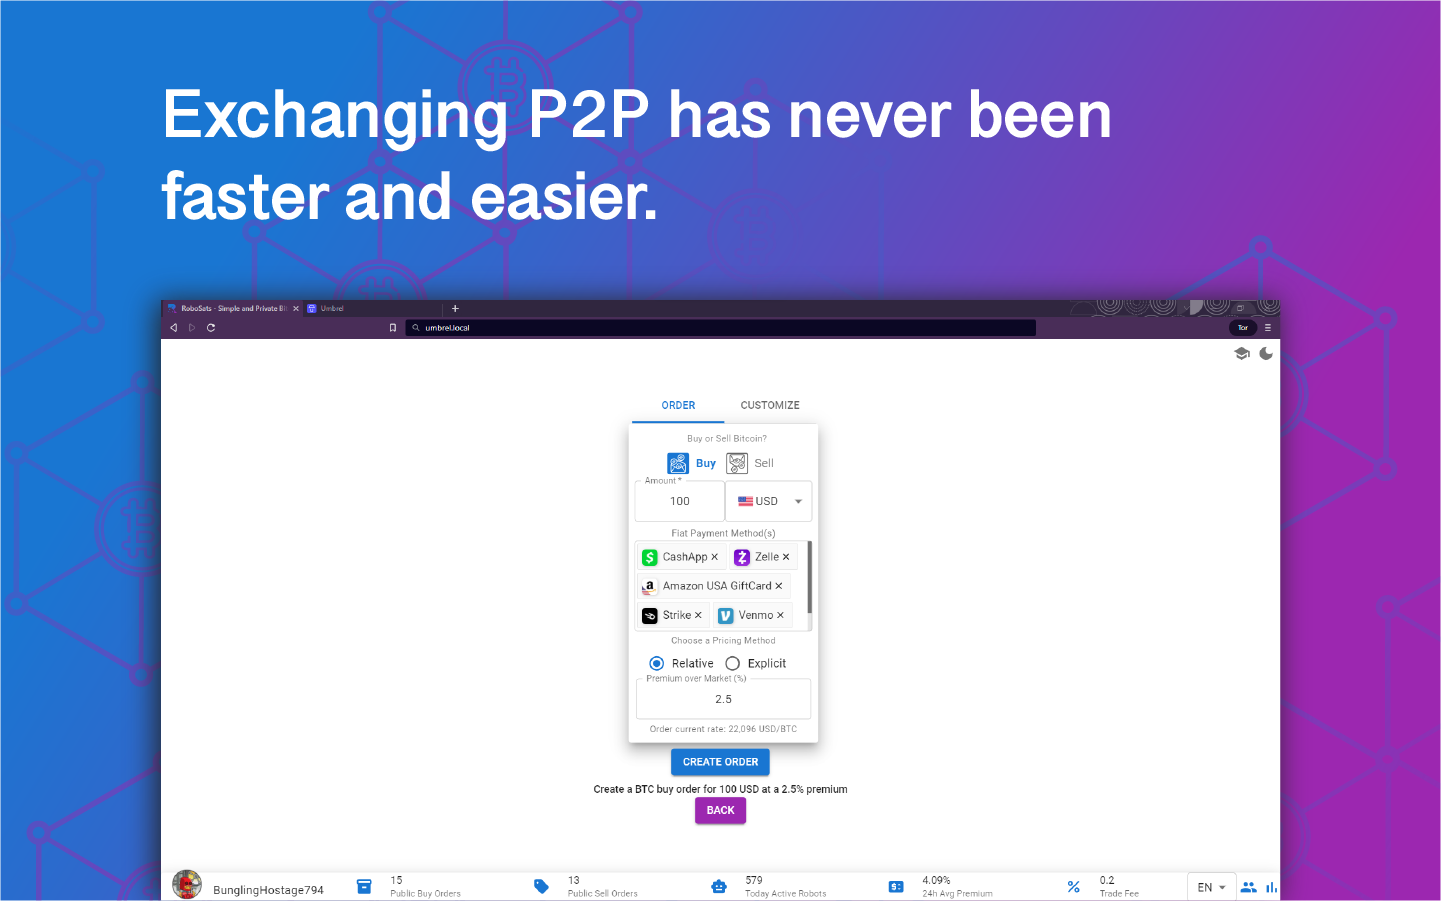 Exchanging P2P has never been
faster and easier.
RoboSats - Simple and Private Bit
Umbrel
umbrel.local
Tor
ORDER CUSTOMIZE
Buy or Sell Bitcoin?
Buy Sell
Amount *
100 USD
Fiat Payment Method(s)
CashApp Zelle
Amazon USA GiftCard
Strike Venmo
Choose a Pricing Method
Relative Explicit
Premium over Market (%)
2.5
Order current rate: 22,096 USD/BTC
CREATE ORDER
Create a BTC buy order for 100 USD at a 2.5% premium
BACK
BunglingHostage794
15
Public Buy Orders
13
Public Sell Orders
579
Today Active Robots
4.09%
24h Avg Premium
0.2
Trade Fee
EN